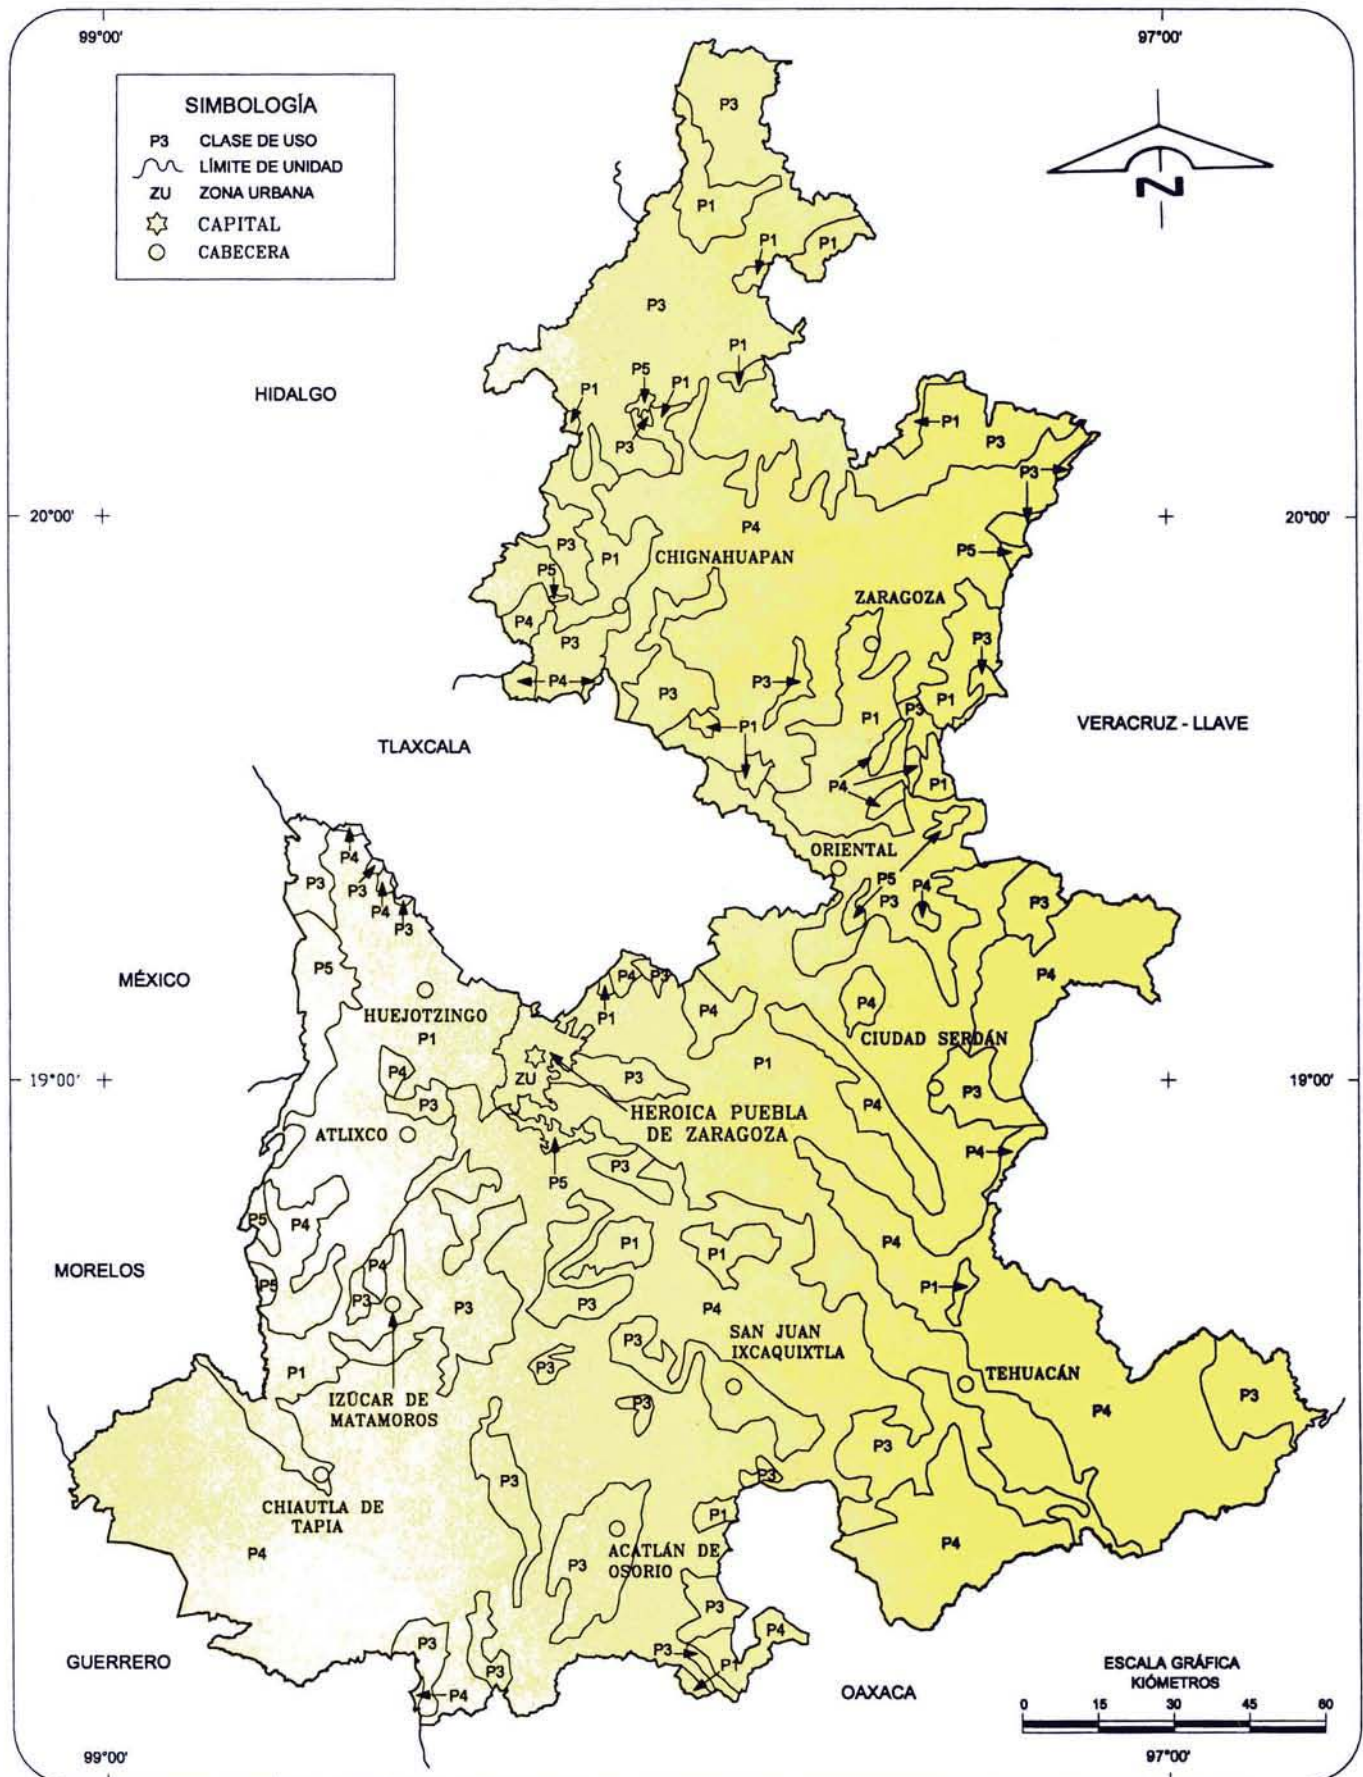 99°00'
97°00'
SIMBOLOGÍA
P3 CLASE DE USO
LÍMITE DE UNIDAD
ZU ZONA URBANA
CAPITAL
CABECERA
N
P3
P1
P1
P1
P3
P1
P5
P1
P1
P3
P1
P3
P3
HIDALGO
20°00'
20°00'
P4
P3
P1
CHIGNAHUAPAN
P5
P5
ZARAGOZA
P4
P3
P3
P4
P3
P3
P1
P3
P1
P1
VERACRUZ - LLAVE
TLAXCALA
P4
P1
ORIENTAL
P4
P3
P3
P4
P3
P5
P3
P4
P3
P5
P4
MÉXICO
P4
P3
P1
P4
P4
HUEJOTZINGO
P1
CIUDAD SERDÁN
P1
19°00'
19°00'
P4
ZU
P3
P3
P3
P4
HEROICA PUEBLA
DE ZARAGOZA
ATLIXCO
P4
P5
P3
P5
P4
P1
P1
P4
MORELOS
P5
P4
P3
P3
P3
P4
P1
SAN JUAN
IXCAQUIXTLA
P3
P3
P1
TEHUACÁN
IZÚCAR DE
MATAMOROS
P3
P4
P3
P3
P3
P3
CHIAUTLA DE
TAPIA
P1
P4
P4
ACATLÁN DE
OSORIO
P3
P3
P4
P3
P3
P3
P1
P4
GUERRERO
OAXACA
ESCALA GRÁFICA
KIÓMETROS
0 15 30 45 60
99°00'
97°00'